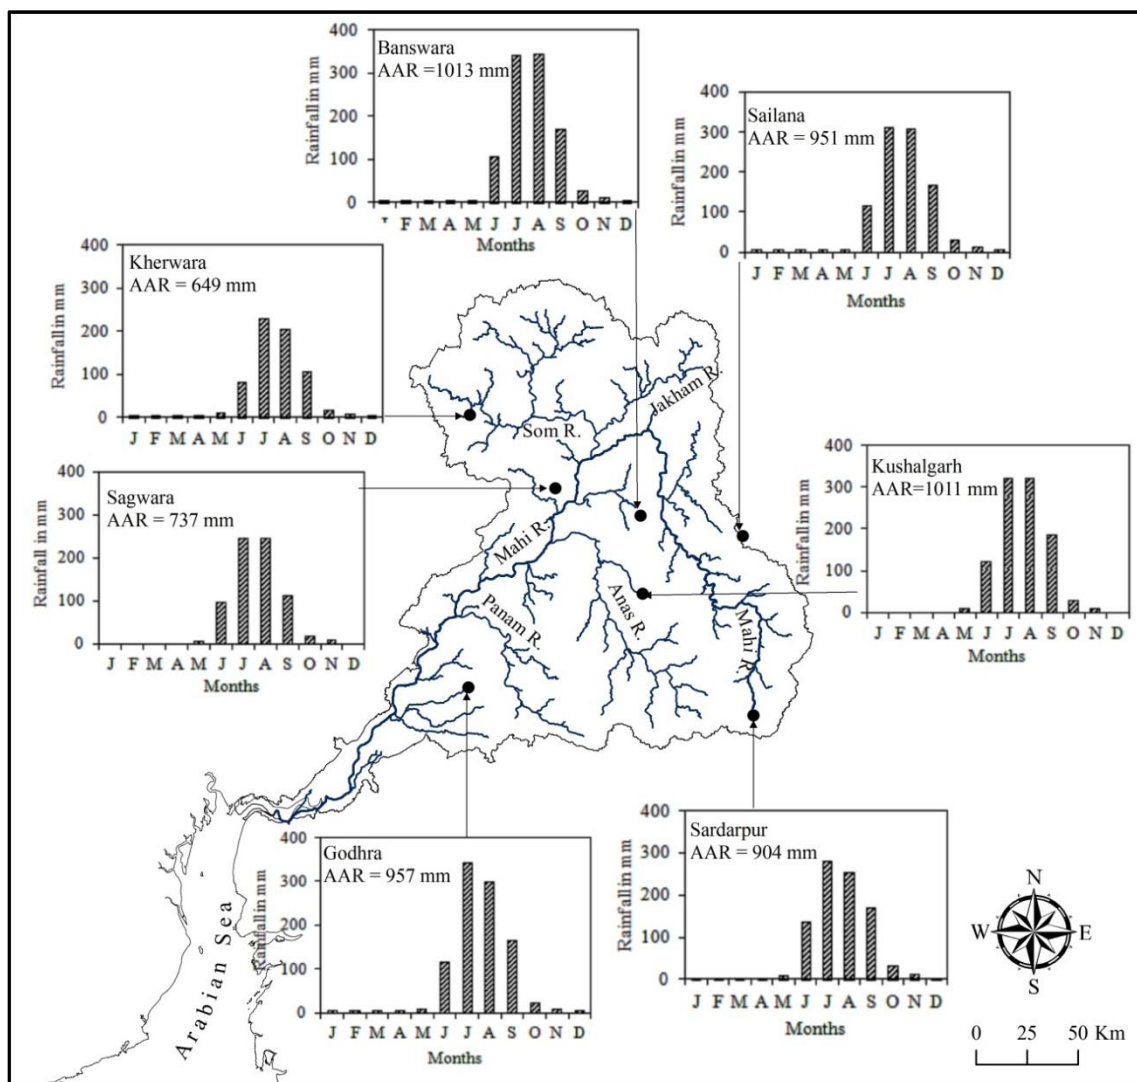 Banswara
AAR =1013 mm
Rainfall in mm
400
300
200
100
0
J F M A M J J A S O N D
Months
Sailana
AAR = 951 mm
Rainfall in mm
400
300
200
100
0
J F M A M J J A S O N D
Months
Kherwara
AAR = 649 mm
Rainfall in mm
400
300
200
100
0
J F M A M J J A S O N D
Sagwara
AAR = 737 mm
Rainfall in mm
400
300
200
100
0
J F M A M J J A S O N D
Months
Kushalgarh
AAR=1011 mm
Rainfall in mm
400
300
200
100
0
J F M A M J J A S O N D
Months
Jakham R.
Som R.
Mahi R.
Panam R.
Anas R.
Mahi R.
Godhra
AAR = 957 mm
Rainfall in mm
400
300
200
100
0
J F M A M J J A S O N D
Months
Sardarpur
AAR = 904 mm
Rainfall in mm
400
300
200
100
0
J F M A M J J A S O N D
Months
Arabian Sea
N
W E
S
0 25 50 Km